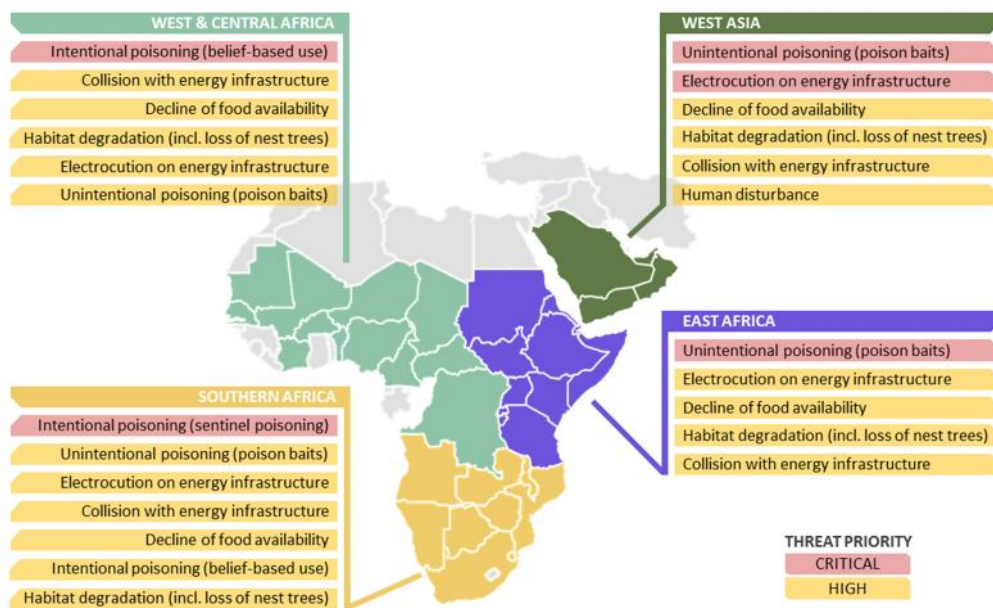 WEST & CENTRAL AFRICA
Intentional poisoning (belief-based use)
Collision with energy infrastructure
Decline of food availability
Habitat degradation (incl. loss of nest trees)
Electrocution on energy infrastructure
Unintentional poisoning (poison baits)
WEST ASIA
Unintentional poisoning (poison baits)
Electrocution on energy infrastructure
Decline of food availability
Habitat degradation (incl. loss of nest trees)
Collision with energy infrastructure
Human disturbance
EAST AFRICA
Unintentional poisoning (poison baits)
Electrocution on energy infrastructure
Decline of food availability
Habitat degradation (incl. loss of nest trees)
Collision with energy infrastructure
SOUTHERN AFRICA
Intentional poisoning (sentinel poisoning)
Unintentional poisoning (poison baits)
Electrocution on energy infrastructure
Collision with energy infrastructure
Decline of food availability
Intentional poisoning (belief-based use)
Habitat degradation (incl. loss of nest trees)
THREAT PRIORITY
CRITICAL
HIGH